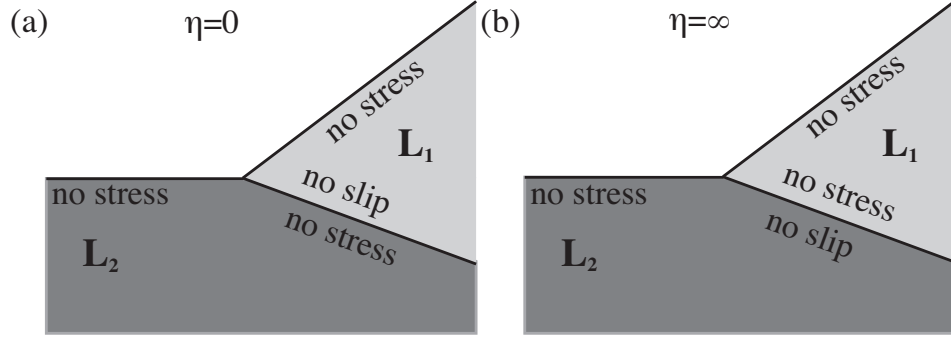 (a) η=0
no stress
L1
no slip
no stress
no stress
L2
(b) η=∞
no stress
L1
no stress
no stress
no slip
L2